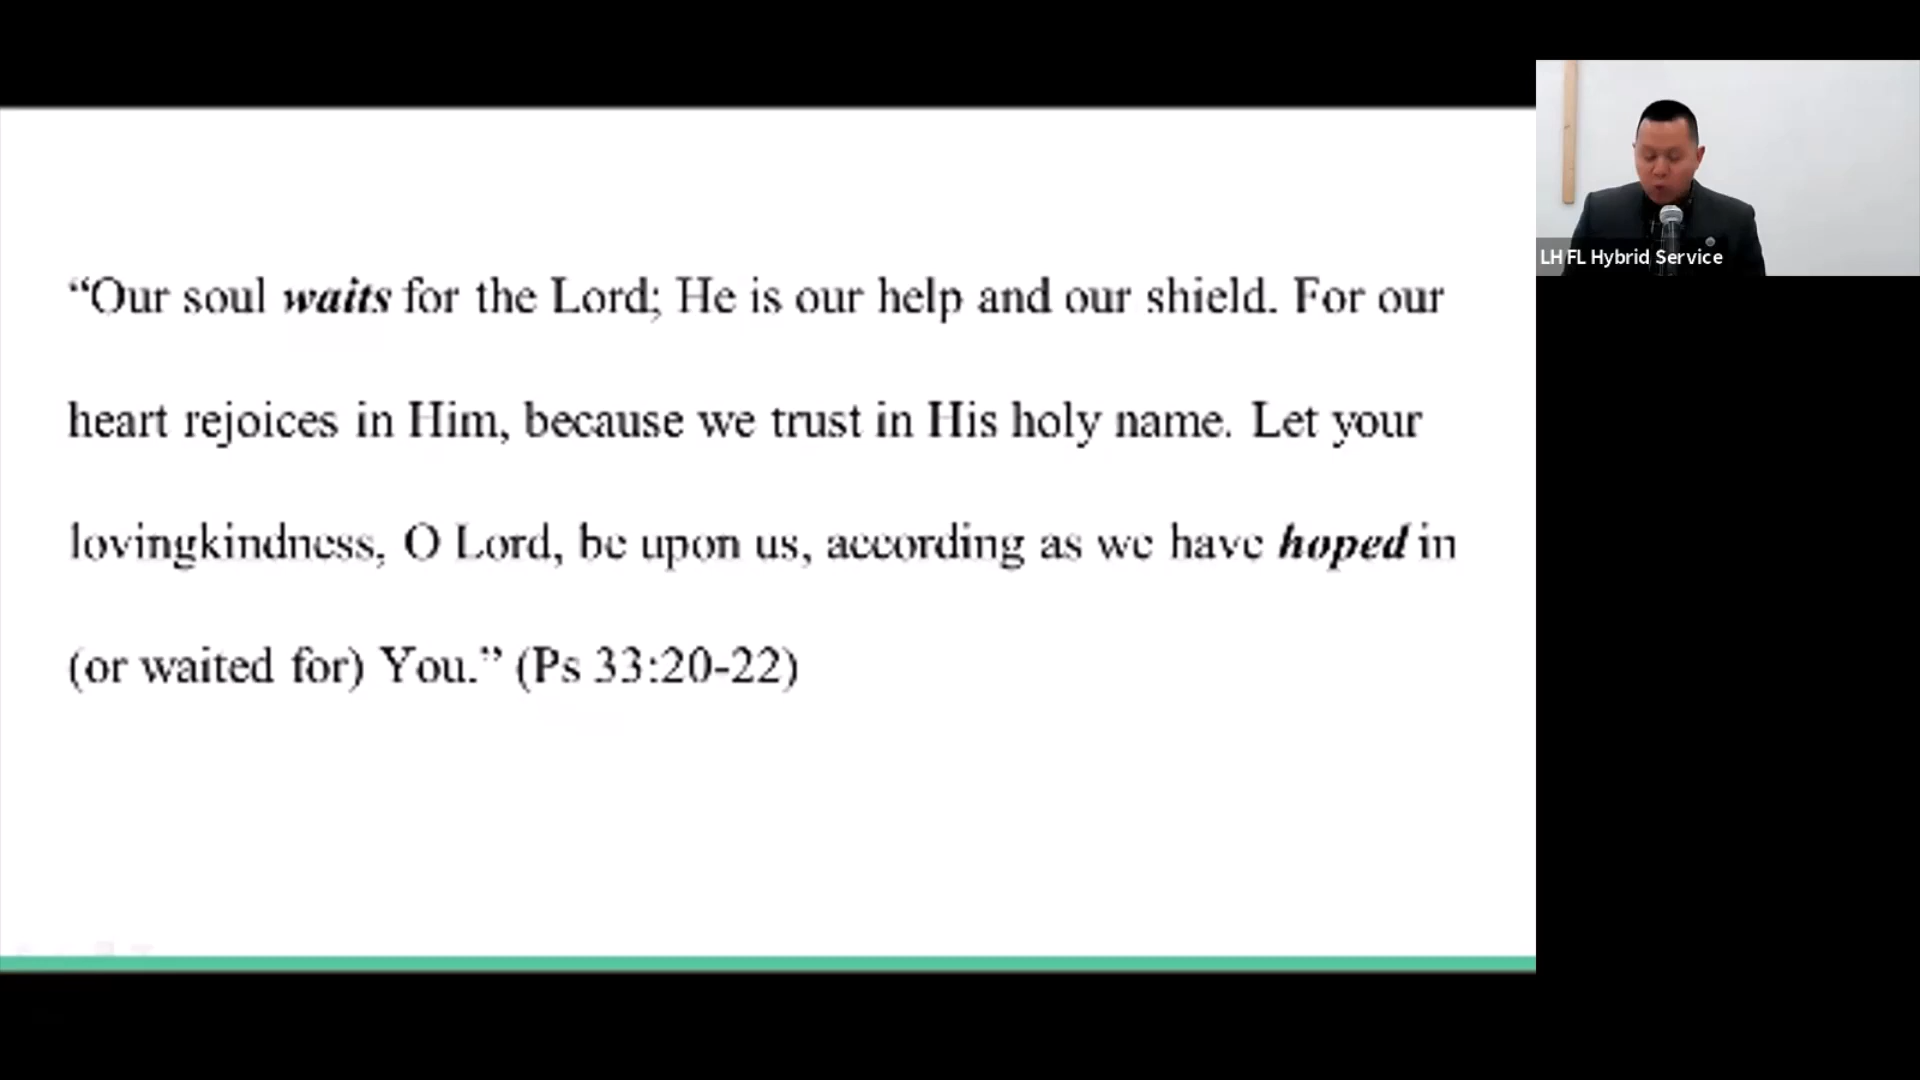 “Our soul waits for the Lord; He is our help and our shield. For our
heart rejoices in Him, because we trust in His holy name. Let your
lovingkindness, O Lord, be upon us, according as we have hoped in
(or waited for) You.” (Ps 33:20-22)
LH FL Hybrid Service